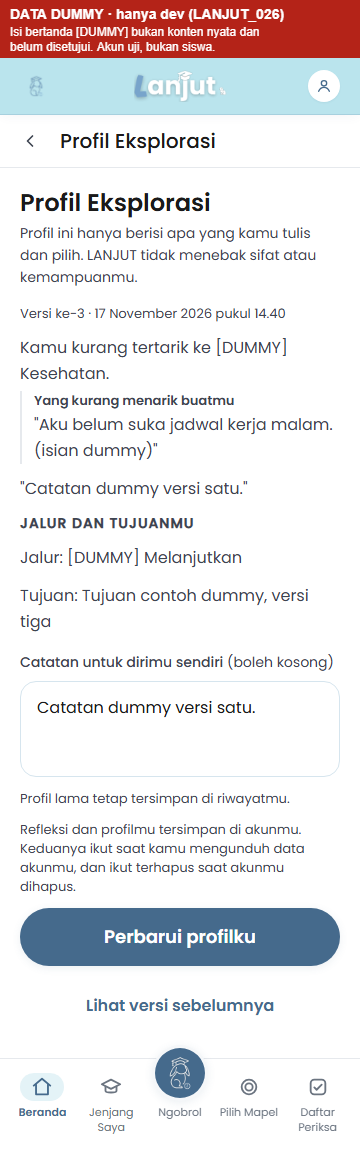 DATA DUMMY · hanya dev (LANJUT_026)
Isi bertanda [DUMMY] bukan konten nyata dan
belum disetujui. Akun uji, bukan siswa.
Lanjut
Profil Eksplorasi
Profil Eksplorasi
Profil ini hanya berisi apa yang kamu tulis
dan pilih. LANJUT tidak menebak sifat atau
kemampuanmu.
Versi ke-3 · 17 November 2026 pukul 14.40
Kamu kurang tertarik ke [DUMMY]
Kesehatan.
Yang kurang menarik buatmu
"Aku belum suka jadwal kerja malam.
(isian dummy)"
"Catatan dummy versi satu."
JALUR DAN TUJUANMU
Jalur: [DUMMY] Melanjutkan
Tujuan: Tujuan contoh dummy, versi
tiga
Catatan untuk dirimu sendiri (boleh kosong)
Catatan dummy versi satu.
Profil lama tetap tersimpan di riwayatmu.
Refleksi dan profilmu tersimpan di akunmu.
Keduanya ikut saat kamu mengunduh data
akunmu, dan ikut terhapus saat akunmu
dihapus.
Perbarui profilku
Lihat versi sebelumnya
Beranda
Jenjang
Saya
Ngobrol
Pilih Mapel
Daftar
Periksa